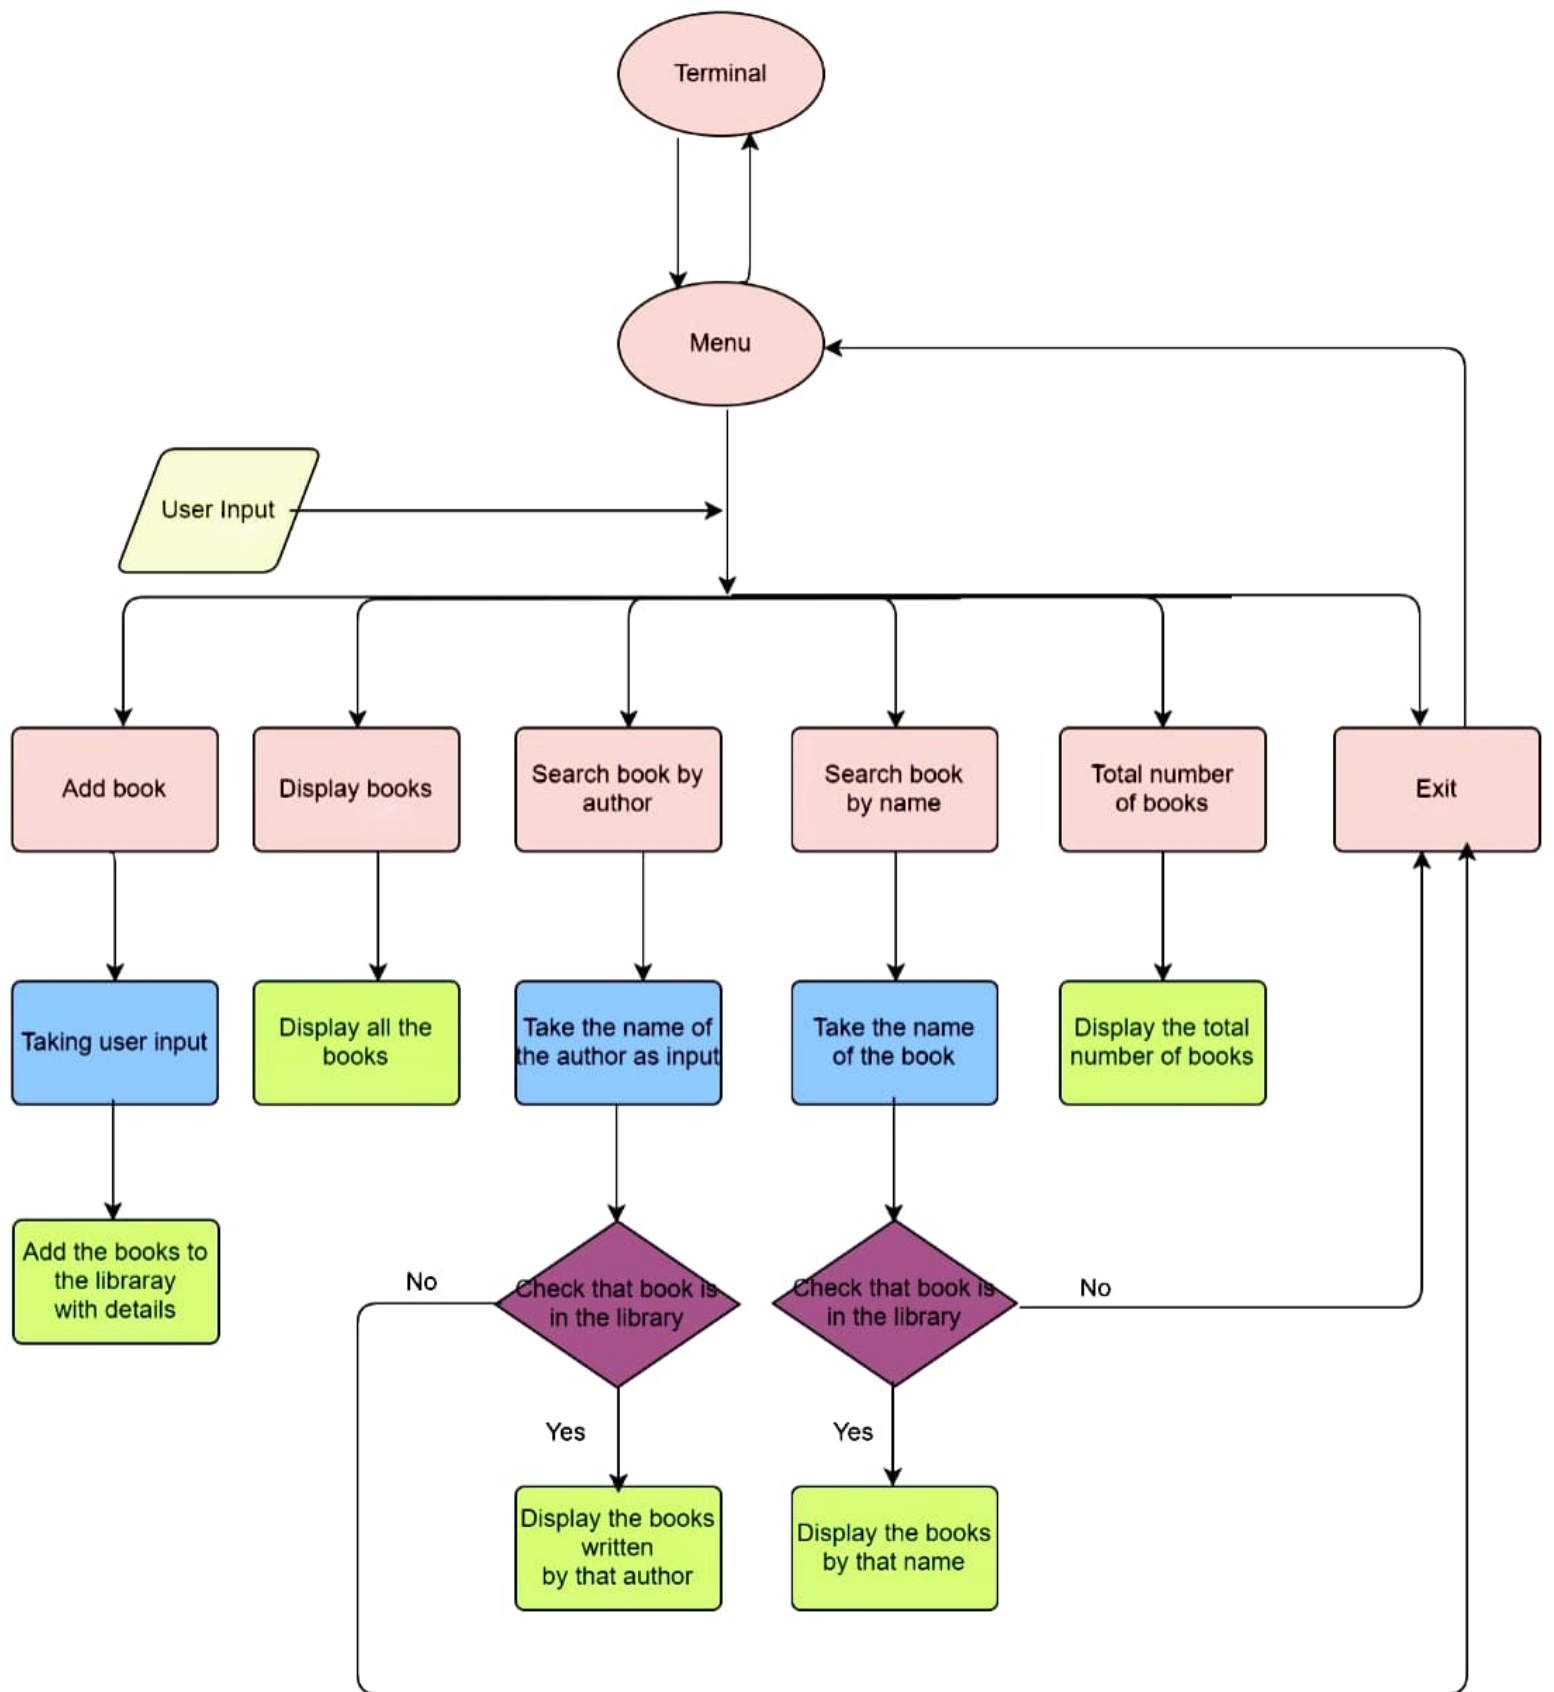 Terminal
Menu
User Input
Add book
Display books
Search book by
author
Search book
by name
Total number
of books
Exit
Taking user input
Display all the
books
Take the name of
the author as input
Take the name
of the book
Display the total
number of books
Add the books to
the libraray
with details
No
Check that book is
in the library
Check that book is
in the library
No
Yes
Yes
Display the books
written
by that author
Display the books
by that name